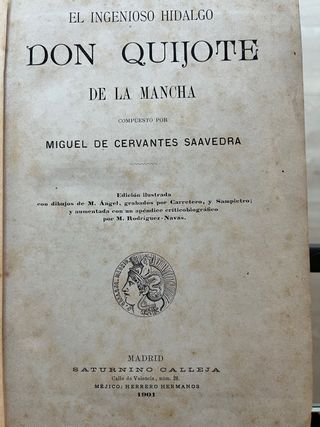 EL INGENIOSO HIDALGO
DON QUIJOTE
DE LA MANCHA
COMPUESTO POR
MIGUEL DE CERVANTES SAAVEDRA
Edición ilustrada
con dibujos de M. Ángel, grabados por Carretero, y Sampietro;
y aumentada con un apéndice críticobiográfico
por M. Rodríguez-Navas.
MADRID
SATURNINO CALLEJA
Calle de Valencia, núm. 28.
MÉJICO: HERRERO HERMANOS
1901